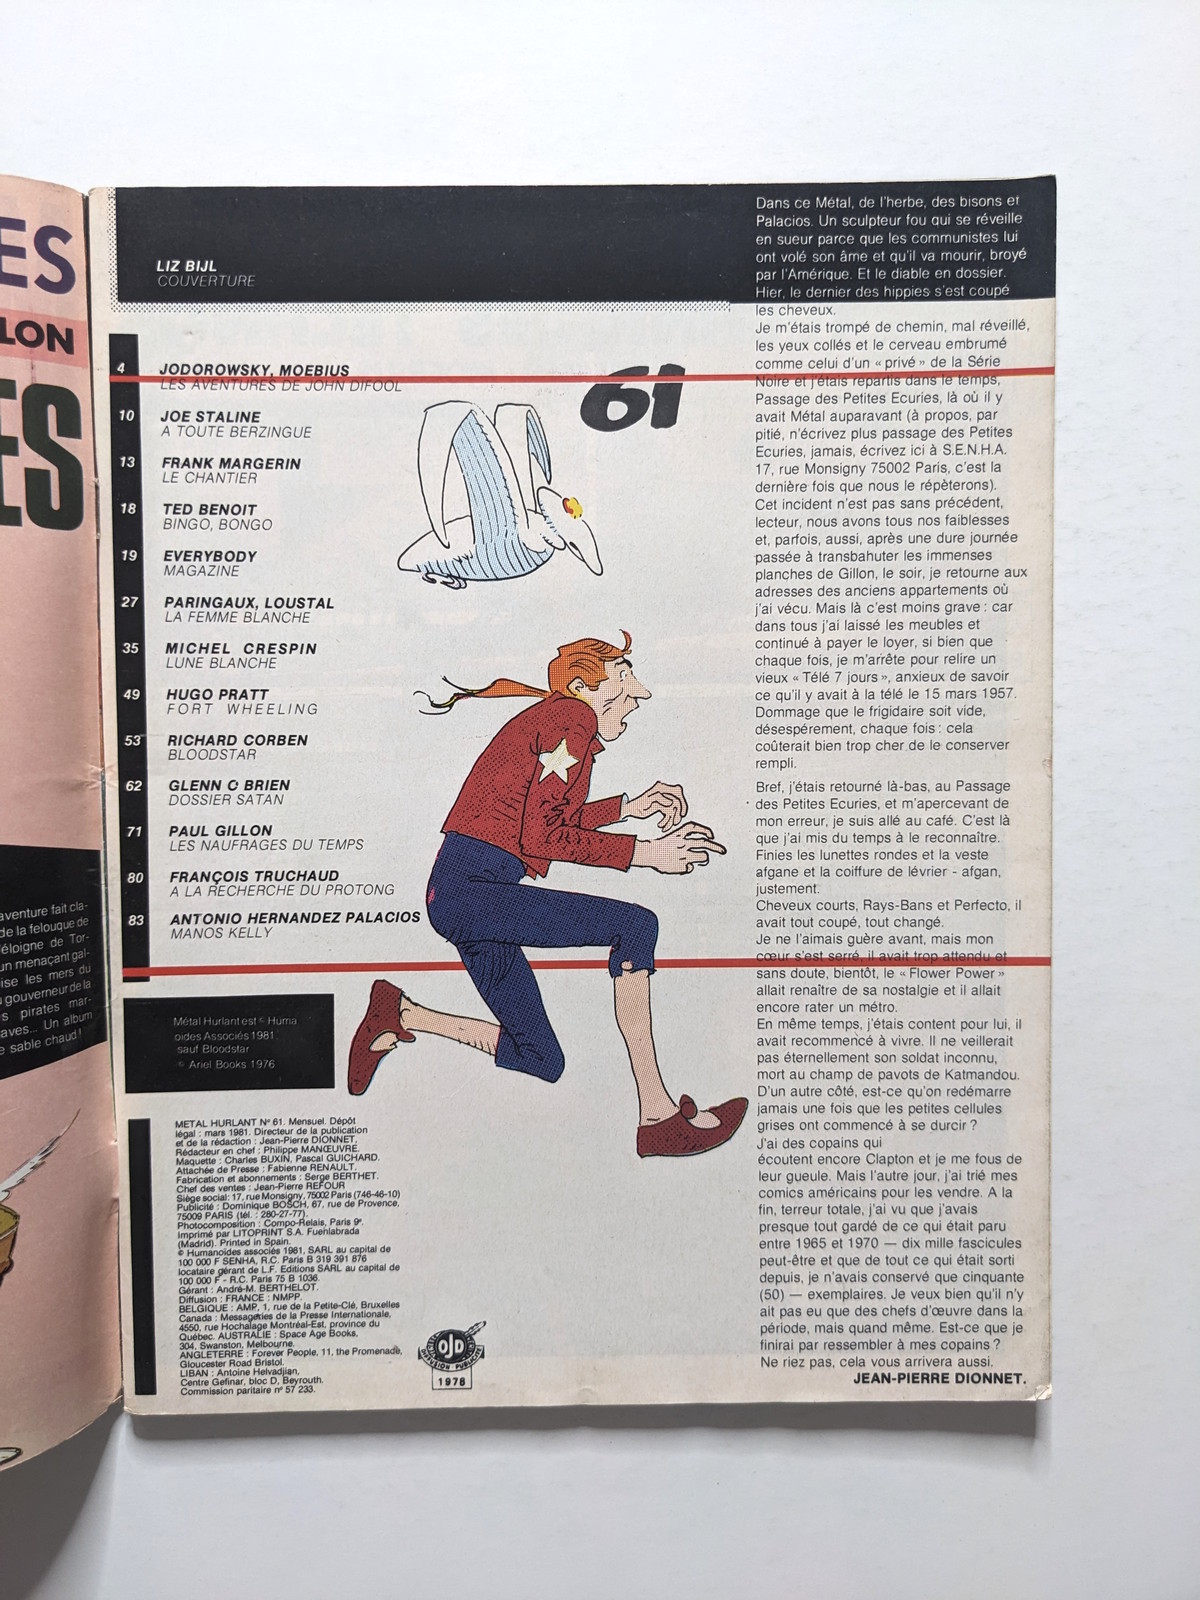 ES
LON
ES
aventure fait cla-
de la felouque de
éloigne de Tor-
un menaçant gal-
oise les mers du
gouverneur de la
s pirates mar-
aves... Un album
e sable chaud !
LIZ BIJL
COUVERTURE
61
4 JODOROWSKY, MOEBIUS
LES AVENTURES DE JOHN DIFOOL
10 JOE STALINE
A TOUTE BERZINGUE
13 FRANK MARGERIN
LE CHANTIER
18 TED BENOIT
BINGO, BONGO
19 EVERYBODY
MAGAZINE
27 PARINGAUX, LOUSTAL
LA FEMME BLANCHE
35 MICHEL CRESPIN
LUNE BLANCHE
49 HUGO PRATT
FORT WHEELING
53 RICHARD CORBEN
BLOODSTAR
62 GLENN O BRIEN
DOSSIER SATAN
71 PAUL GILLON
LES NAUFRAGES DU TEMPS
80 FRANÇOIS TRUCHAUD
A LA RECHERCHE DU PROTONG
83 ANTONIO HERNANDEZ PALACIOS
MANOS KELLY
Métal Hurlant est © Huma
oides Associés 1981
sauf Bloodstar
© Ariel Books 1976
METAL HURLANT N° 61. Mensuel. Dépôt
légal : mars 1981. Directeur de la publication
et de la rédaction : Jean-Pierre DIONNET.
Rédacteur en chef : Philippe MANŒUVRE.
Maquette : Charles BUXIN, Pascal GUICHARD.
Attachée de Presse : Fabienne RENAULT.
Fabrication et abonnements : Serge BERTHET.
Chef des ventes : Jean-Pierre REFOUR
Siège social : 17, rue Monsigny, 75002 Paris (746-46-10)
Publicité : Dominique BOSCH, 67, rue de Provence,
75009 PARIS (tél. : 280-27-77).
Photocomposition : Compo-Relais, Paris 9e.
Imprimé par LITOPRINT S.A. Fuenlabrada
(Madrid). Printed in Spain.
© Humanoides associés 1981, SARL au capital de
100 000 F SENHA, R.C. Paris B 319 391 876
locataire gérant de L.F. Editions SARL au capital de
100 000 F - R.C. Paris 75 B 1036.
Gérant : André-M. BERTHELOT.
Diffusion : FRANCE : NMPP.
BELGIQUE : AMP, 1, rue de la Petite-Clé, Bruxelles
Canada : Messageries de la Presse Internationale,
4550, rue Hochalage Montréal-Est, province du
Québec. AUSTRALIE : Space Age Books,
304, Swanston, Melbourne.
ANGLETERRE : Forever People, 11, the Promenade,
Gloucester Road Bristol.
LIBAN : Antoine Helvadjian,
Centre Gefinar, bloc D, Beyrouth.
Commission paritaire n° 57 233.
OJD
DIFFUSION PUBLICITÉ
1978
Dans ce Métal, de l'herbe, des bisons et
Palacios. Un sculpteur fou qui se réveille
en sueur parce que les communistes lui
ont volé son âme et qu'il va mourir, broyé
par l'Amérique. Et le diable en dossier.
Hier, le dernier des hippies s'est coupé
les cheveux.
Je m'étais trompé de chemin, mal réveillé,
les yeux collés et le cerveau embrumé
comme celui d'un « privé » de la Série
Noire et j'étais repartis dans le temps,
Passage des Petites Ecuries, là où il y
avait Métal auparavant (à propos, par
pitié, n'écrivez plus passage des Petites
Ecuries, jamais, écrivez ici à S.E.N.H.A.
17, rue Monsigny 75002 Paris, c'est la
dernière fois que nous le répèterons).
Cet incident n'est pas sans précédent,
lecteur, nous avons tous nos faiblesses
et, parfois, aussi, après une dure journée
passée à transbahuter les immenses
planches de Gillon, le soir, je retourne aux
adresses des anciens appartements où
j'ai vécu. Mais là c'est moins grave : car
dans tous j'ai laissé les meubles et
continué à payer le loyer, si bien que
chaque fois, je m'arrête pour relire un
vieux « Télé 7 jours », anxieux de savoir
ce qu'il y avait à la télé le 15 mars 1957.
Dommage que le frigidaire soit vide,
désespérement, chaque fois : cela
coûterait bien trop cher de le conserver
rempli.
Bref, j'étais retourné là-bas, au Passage
des Petites Ecuries, et m'apercevant de
mon erreur, je suis allé au café. C'est là
que j'ai mis du temps à le reconnaître.
Finies les lunettes rondes et la veste
afgane et la coiffure de lévrier - afgan,
justement.
Cheveux courts, Rays-Bans et Perfecto, il
avait tout coupé, tout changé.
Je ne l'aimais guère avant, mais mon
cœur s'est serré, il avait trop attendu et
sans doute, bientôt, le « Flower Power »
allait renaître de sa nostalgie et il allait
encore rater un métro.
En même temps, j'étais content pour lui, il
avait recommencé à vivre. Il ne veillerait
pas éternellement son soldat inconnu,
mort au champ de pavots de Katmandou.
D'un autre côté, est-ce qu'on redémarre
jamais une fois que les petites cellules
grises ont commencé à se durcir ?
J'ai des copains qui
écoutent encore Clapton et je me fous de
leur gueule. Mais l'autre jour, j'ai trié mes
comics américains pour les vendre. A la
fin, terreur totale, j'ai vu que j'avais
presque tout gardé de ce qui était paru
entre 1965 et 1970 — dix mille fascicules
peut-être et que de tout ce qui était sorti
depuis, je n'avais conservé que cinquante
(50) — exemplaires. Je veux bien qu'il n'y
ait pas eu que des chefs d'œuvre dans la
période, mais quand même. Est-ce que je
finirai par ressembler à mes copains ?
Ne riez pas, cela vous arrivera aussi.
JEAN-PIERRE DIONNET.